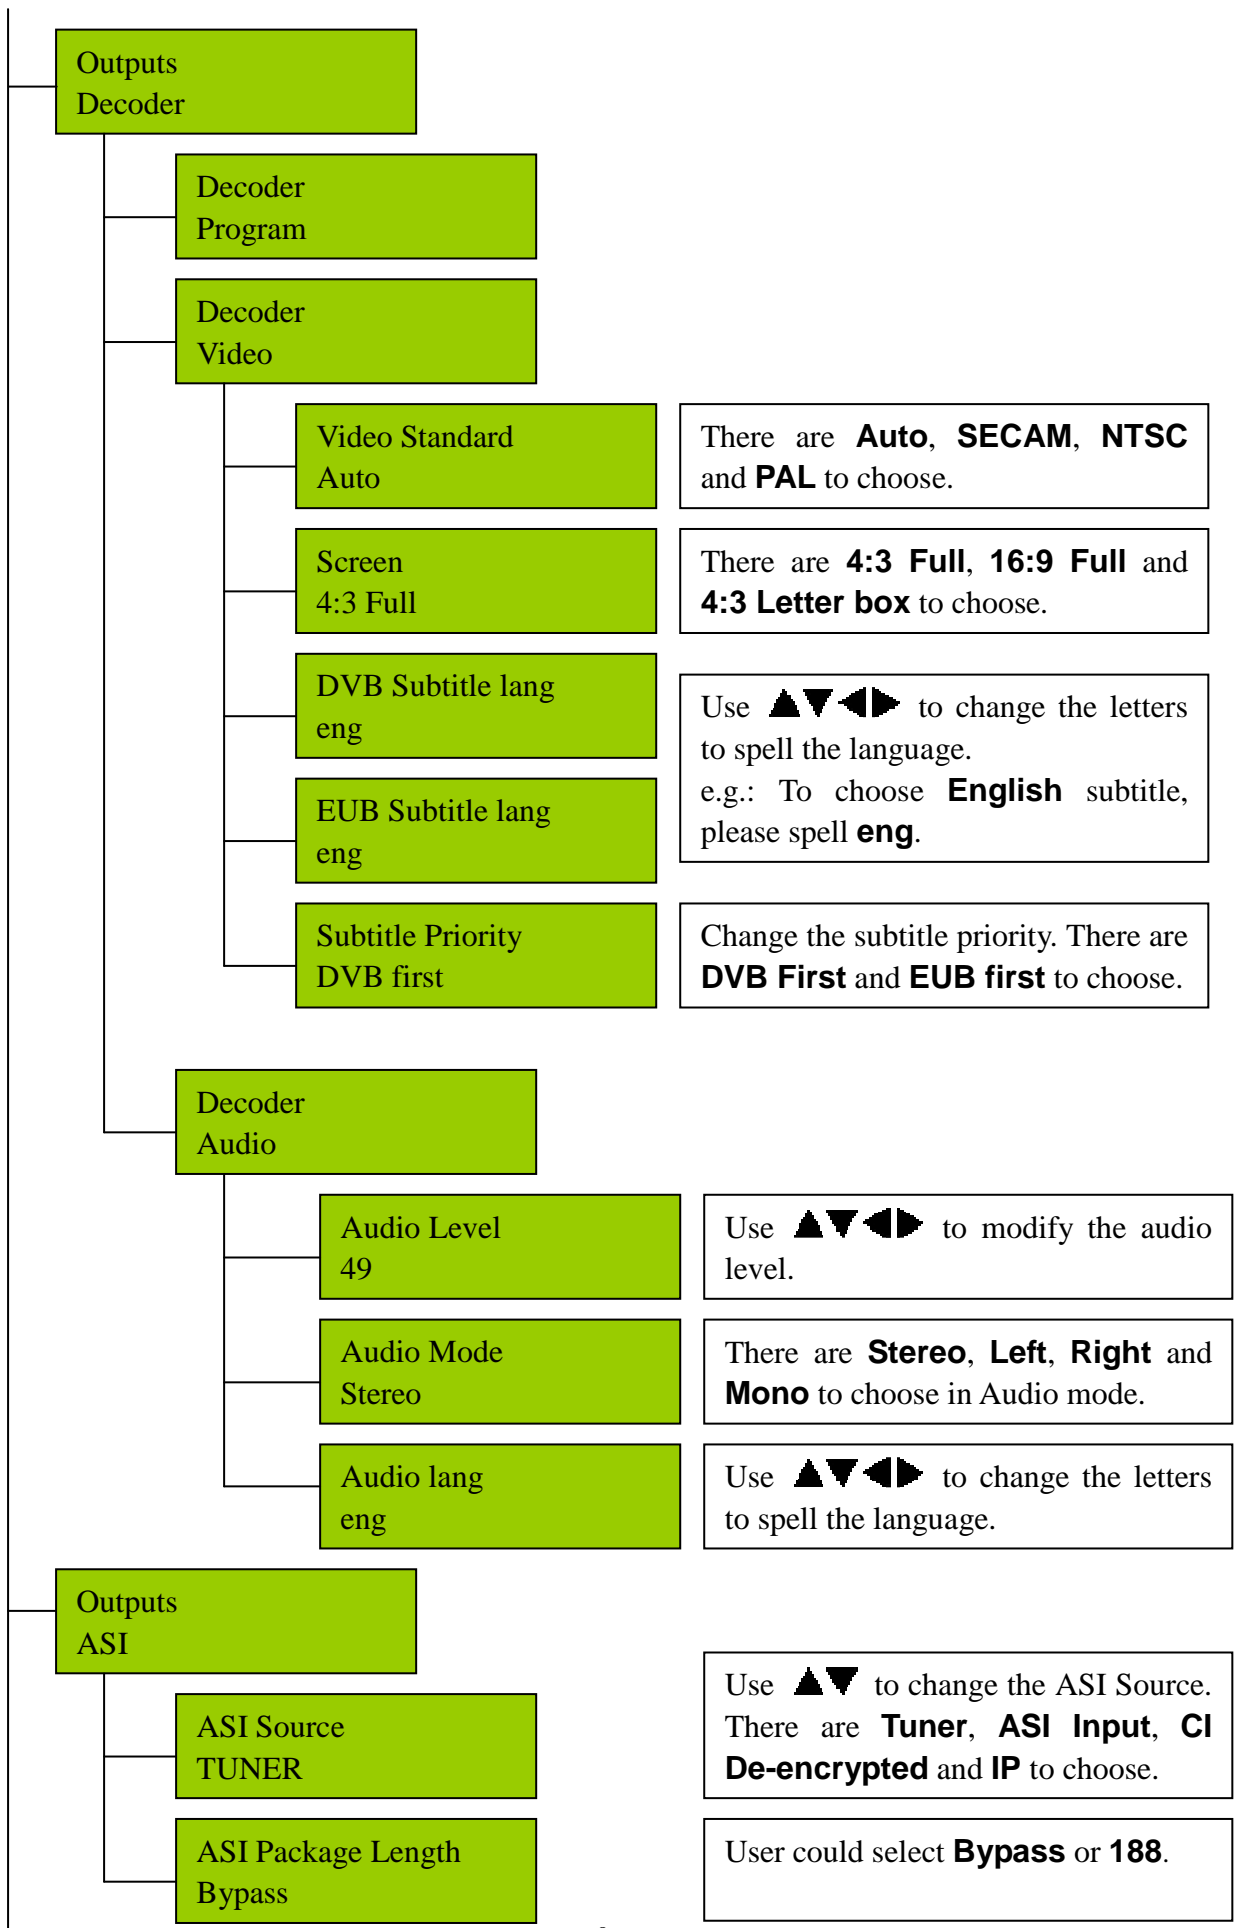 Outputs
Decoder
Decoder
Program
Decoder
Video
Video Standard
Auto
There are Auto, SECAM, NTSC
and PAL to choose.
Screen
4:3 Full
There are 4:3 Full, 16:9 Full and
4:3 Letter box to choose.
DVB Subtitle lang
eng
Use ▲▼◀▶ to change the letters
to spell the language.
e.g.: To choose English subtitle,
please spell eng.
EUB Subtitle lang
eng
Subtitle Priority
DVB first
Change the subtitle priority. There are
DVB First and EUB first to choose.
Decoder
Audio
Audio Level
49
Use ▲▼◀▶ to modify the audio
level.
Audio Mode
Stereo
There are Stereo, Left, Right and
Mono to choose in Audio mode.
Audio lang
eng
Use ▲▼◀▶ to change the letters
to spell the language.
Outputs
ASI
ASI Source
TUNER
Use ▲▼ to change the ASI Source.
There are Tuner, ASI Input, CI
De-encrypted and IP to choose.
ASI Package Length
Bypass
User could select Bypass or 188.